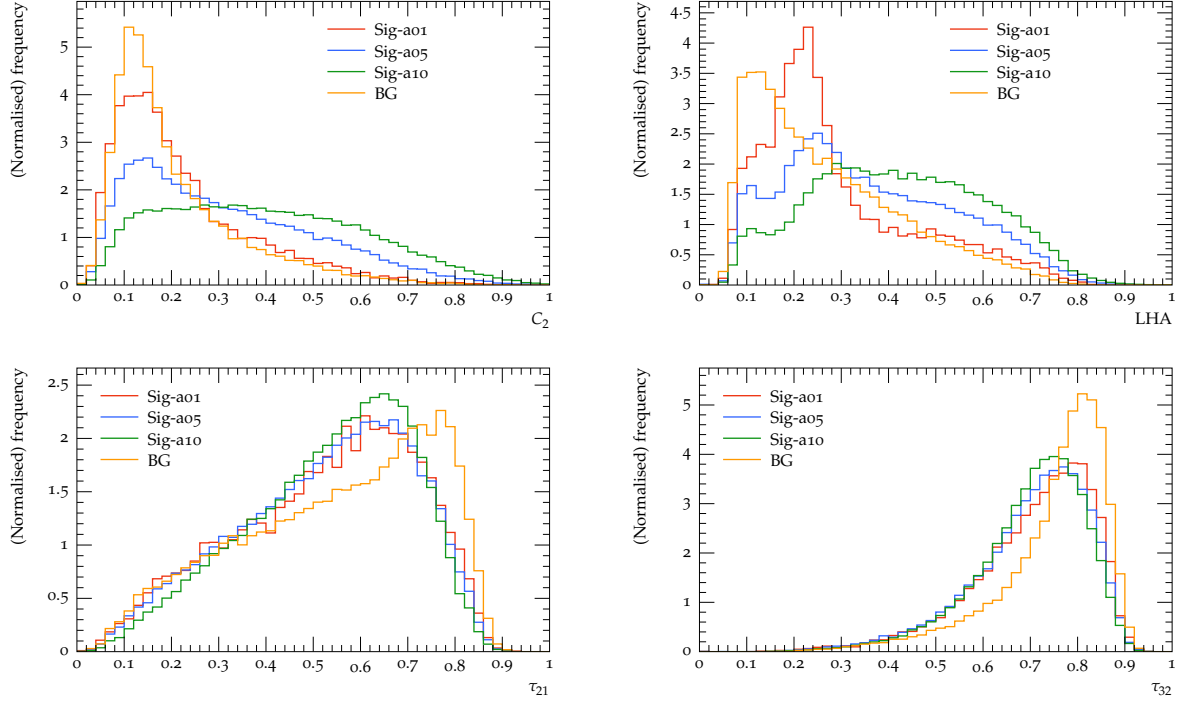 (Normalised) frequency
Sig-a01
Sig-a05
Sig-a10
BG
5
4
3
2
1
0
0.1 0.2 0.3 0.4 0.5 0.6 0.7 0.8 0.9 1
C2
(Normalised) frequency
Sig-a01
Sig-a05
Sig-a10
BG
4.5
4
3.5
3
2.5
2
1.5
1
0.5
0
0.1 0.2 0.3 0.4 0.5 0.6 0.7 0.8 0.9 1
LHA
(Normalised) frequency
Sig-a01
Sig-a05
Sig-a10
BG
2.5
2
1.5
1
0.5
0
0 0.1 0.2 0.3 0.4 0.5 0.6 0.7 0.8 0.9 1
τ21
(Normalised) frequency
Sig-a01
Sig-a05
Sig-a10
BG
5
4
3
2
1
0
0 0.1 0.2 0.3 0.4 0.5 0.6 0.7 0.8 0.9 1
τ32